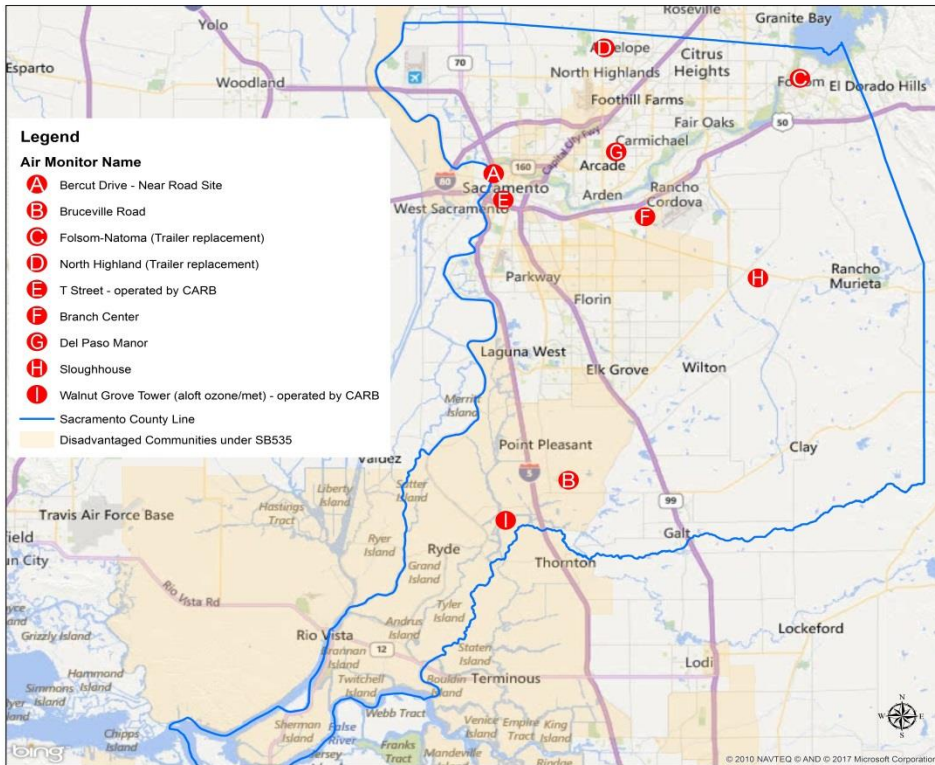 Roseville
Granite Bay
Yolo
70
D
Antelope
Citrus
Heights
Esparto
Woodland
North Highlands
C
Folsom
El Dorado Hills
Foothill Farms
Capital City Fwy
Fair Oaks
50
Carmichael
G
Arcade
160
A
Sacramento
80
E
West Sacramento
Arden
Rancho
Cordova
F
Parkway
H
Rancho
Murieta
Florin
Laguna West
Elk Grove
Wilton
Merritt
Island
Point Pleasant
Clay
5
B
99
I
Galt
Legend
Air Monitor Name
A Bercut Drive - Near Road Site
B Bruceville Road
C Folsom-Natoma (Trailer replacement)
D North Highland (Trailer replacement)
E T Street - operated by CARB
F Branch Center
G Del Paso Manor
H Sloughhouse
I Walnut Grove Tower (aloft ozone/met) - operated by CARB
Sacramento County Line
Disadvantaged Communities under SB535
Valdez
Liberty
Island
Sutter
Island
Hastings
Tract
Travis Air Force Base
Ryer
Island
Ryde
Grand
Island
Thornton
field
un City
Rio Vista Rd
Tyler
Island
Andrus
Island
Lockeford
Grizzly Island
Rio Vista
12
Brannan
Island
Staten
Island
Lodi
Hammond
Island
Twitchell
Island
Bouldin
Island
Terminous
Simmons
Island
Webb Tract
Chipps
Island
Sherman
Island
False
River
Venice
Island
Empire
Tract
King
Island
Franks
Tract
Mandeville
N
W E
S
bing
© 2010 NAVTEQ © AND © 2017 Microsoft Corporation